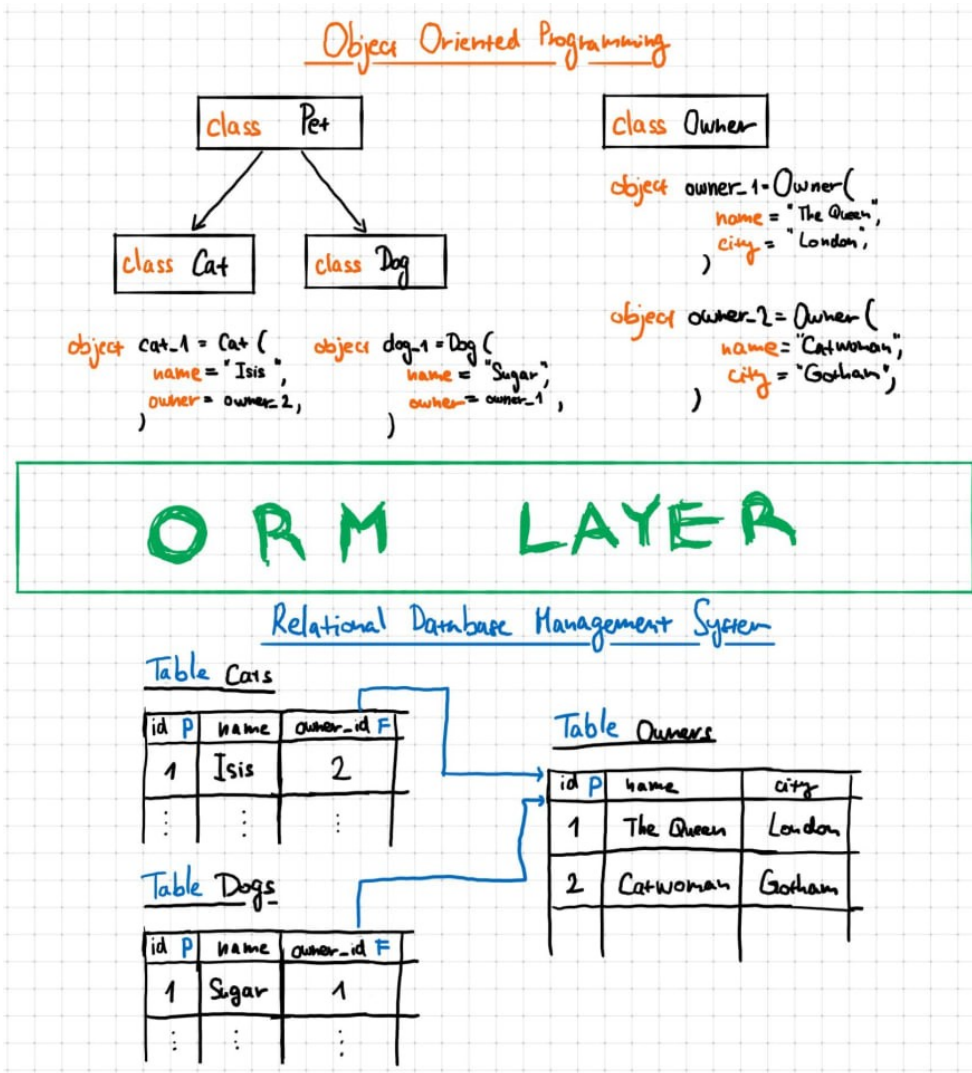 Object Oriented Programming
class Pet
class Owner
class Cat
class Dog
object owner_1=Owner(
name = "The Queen",
city = "London",
)
object owner_2 = Owner(
name="Catwoman",
city = "Gotham",
)
object cat_1 = Cat (
name="Isis",
owner= owner_2,
)
object dog_1=Dog (
name = "Sugar",
owner= owner_1,
)
ORM LAYER
Relational Database Management System
Table Cats
id P name owner_id F
1 Isis 2
⋮ ⋮ ⋮
Table Owners
id P name city
1 The Queen London
2 Catwoman Gotham
Table Dogs
id P name owner_id F
1 Sugar 1
⋮ ⋮ ⋮